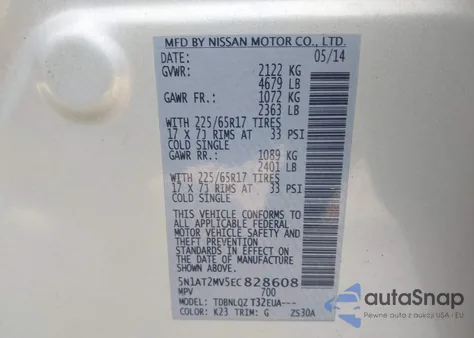 MFD BY NISSAN MOTOR CO., LTD.
DATE: 05/14
GVWR: 2122 KG
4679 LB
GAWR FR: 1072 KG
2363 LB
WITH 225/65R17 TIRES
17 X 7J RIMS AT 33 PSI
COLD SINGLE
GAWR RR: 1089 KG
2401 LB
WITH 225/65R17 TIRES
17 X 7J RIMS AT 33 PSI
COLD SINGLE
THIS VEHICLE CONFORMS TO
ALL APPLICABLE FEDERAL
MOTOR VEHICLE SAFETY AND
THEFT PREVENTION
STANDARDS IN EFFECT ON
THE DATE OF MANUFACTURE
SHOWN ABOVE.
5N1AT2MV5EC828608
MPV 700
MODEL: TDBNLQZ T32EUA---
COLOR: K23 TRIM: G ZS30A
autoSnap
Pewne auto z aukcji w USA - EU